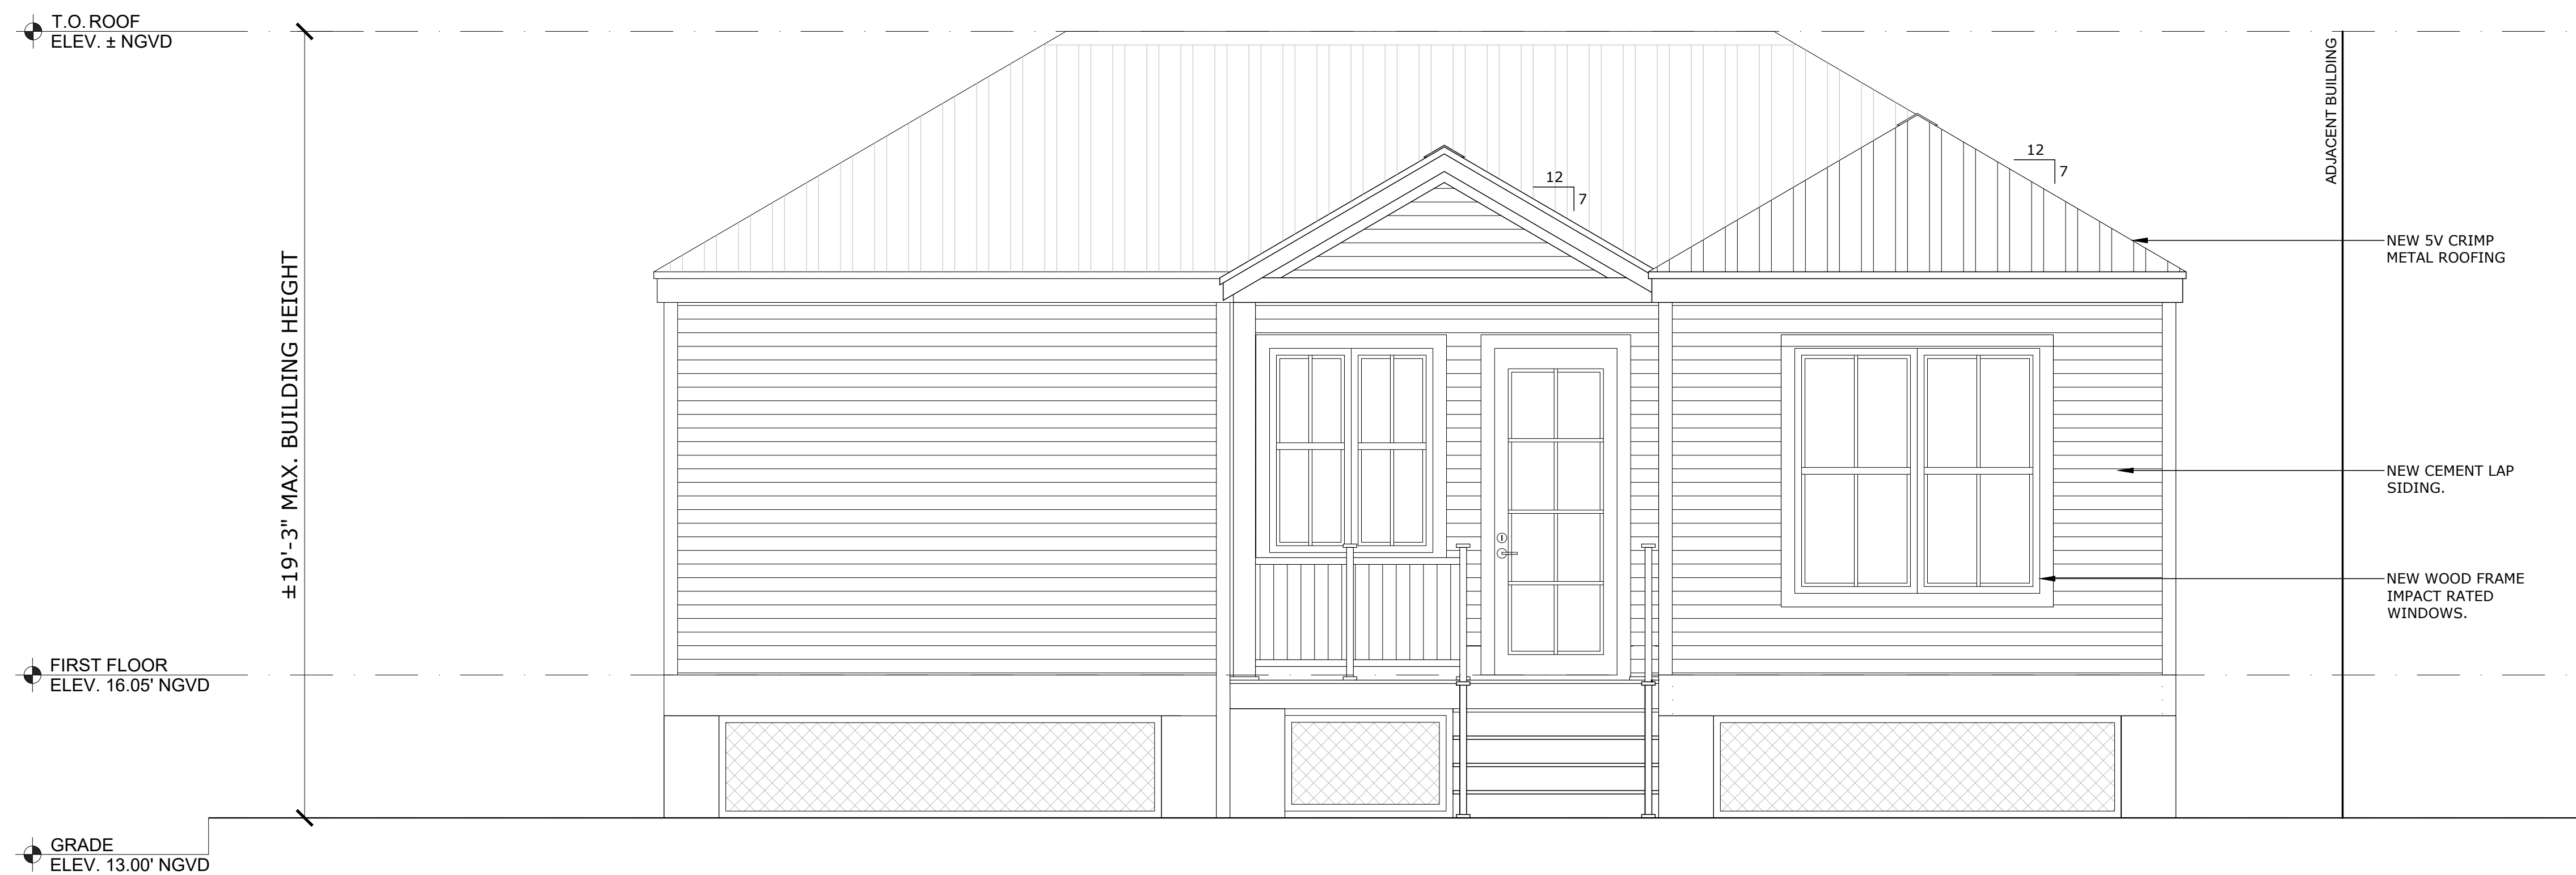 T.O. ROOF
ELEV. ± NGVD
±19'-3" MAX. BUILDING HEIGHT
FIRST FLOOR
ELEV. 16.05' NGVD
GRADE
ELEV. 13.00' NGVD
12
7
12
7
ADJACENT BUILDING
NEW 5V CRIMP
METAL ROOFING
NEW CEMENT LAP
SIDING.
NEW WOOD FRAME
IMPACT RATED
WINDOWS.